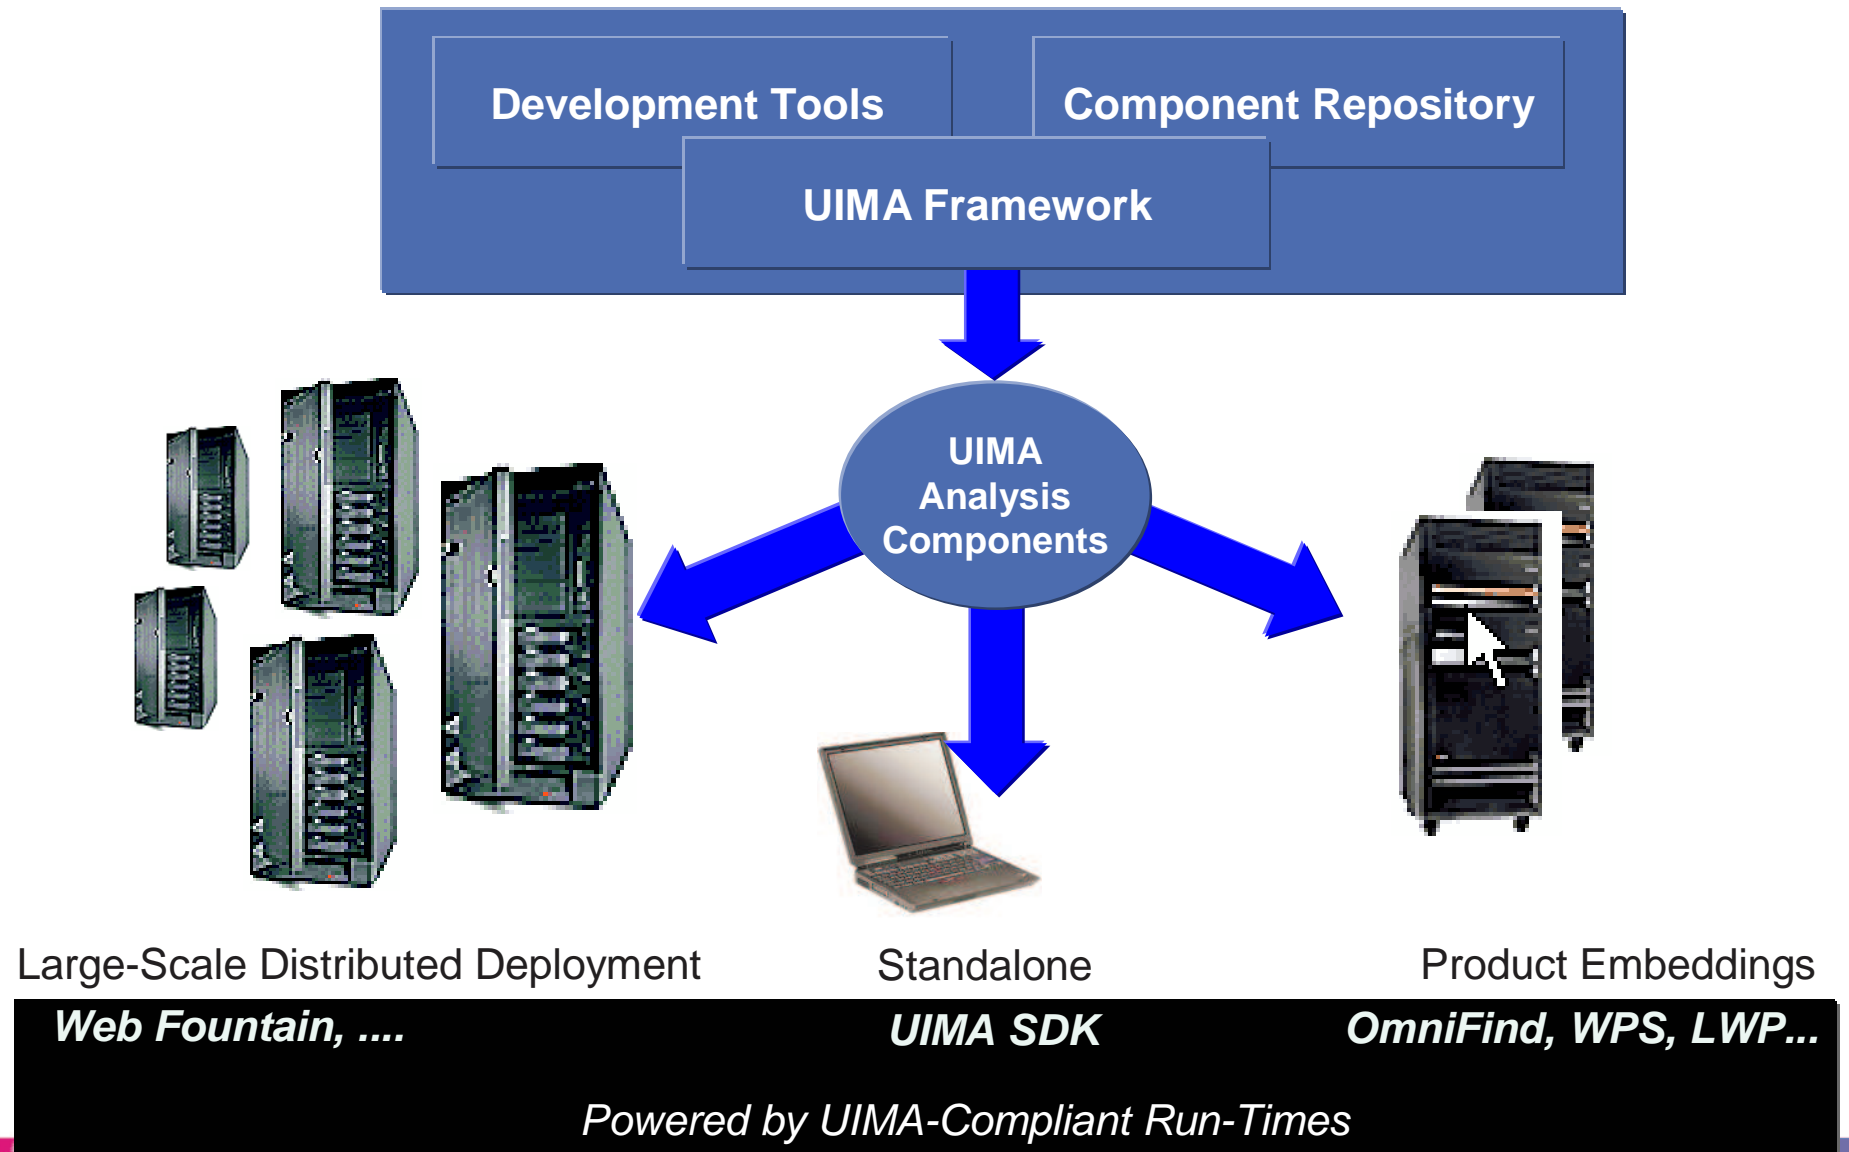 Development Tools
Component Repository
UIMA Framework
UIMA
Analysis
Components
Large-Scale Distributed Deployment
Standalone
Product Embeddings
Web Fountain, ....
UIMA SDK
OmniFind, WPS, LWP...
Powered by UIMA-Compliant Run-Times